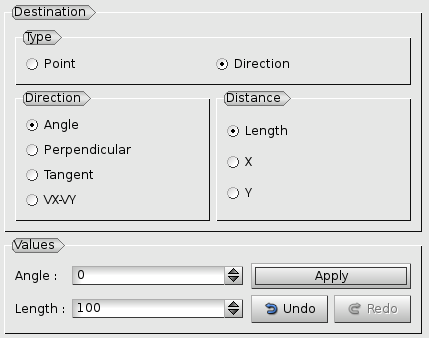 Destination
Type
Point
Direction
Direction
Distance
Angle
Length
Perpendicular
X
Tangent
Y
VX-VY
Values
Angle : 0
Apply
Length : 100
Undo
Redo